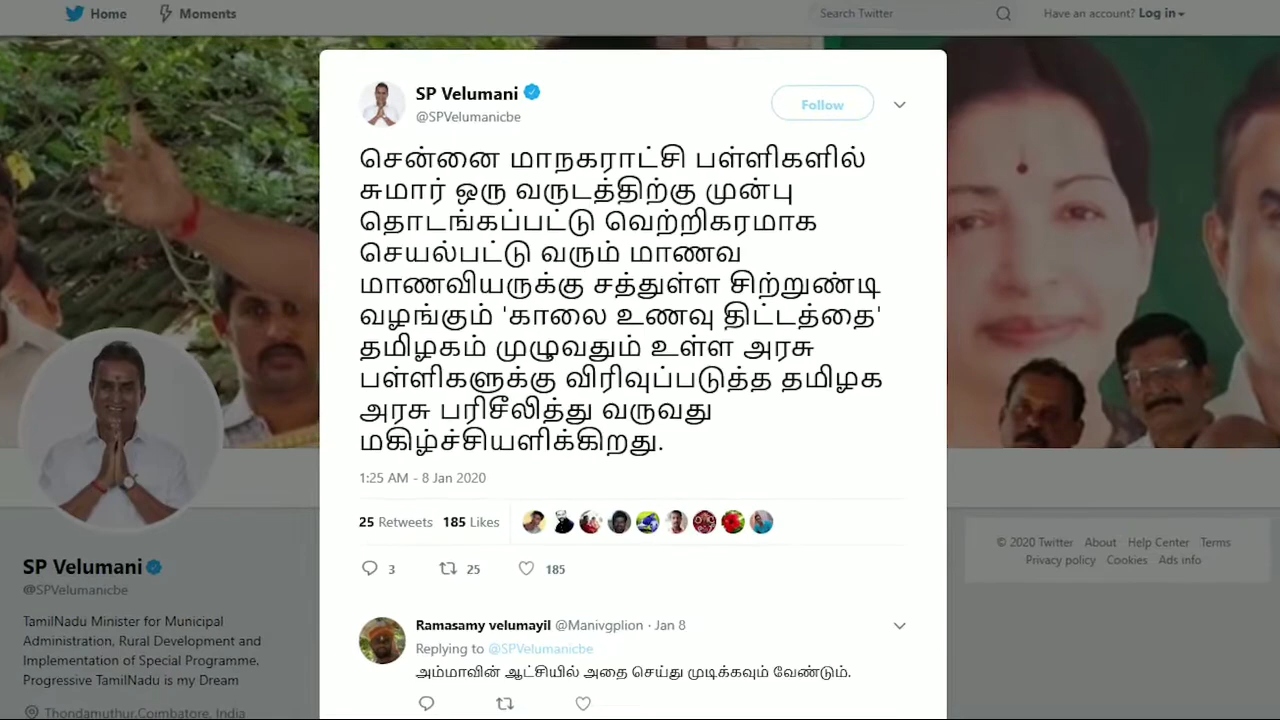 Home
Moments
Search Twitter
Have an account? Log in
SP Velumani
@SPVelumanicbe
Follow
சென்னை மாநகராட்சி பள்ளிகளில்
சுமார் ஒரு வருடத்திற்கு முன்பு
தொடங்கப்பட்டு வெற்றிகரமாக
செயல்பட்டு வரும் மாணவ
மாணவியருக்கு சத்துள்ள சிற்றுண்டி
வழங்கும் 'காலை உணவு திட்டத்தை'
தமிழகம் முழுவதும் உள்ள அரசு
பள்ளிகளுக்கு விரிவுப்படுத்த தமிழக
அரசு பரிசீலித்து வருவது
மகிழ்ச்சியளிக்கிறது.
1:25 AM - 8 Jan 2020
25 Retweets 185 Likes
3 25 185
Ramasamy velumayil @Manivgplion · Jan 8
Replying to @SPVelumanicbe
அம்மாவின் ஆட்சியில் அதை செய்து முடிக்கவும் வேண்டும்.
SP Velumani
@SPVelumanicbe
TamilNadu Minister for Municipal
Administration, Rural Development and
Implementation of Special Programme.
Progressive TamilNadu is my Dream
Thondamuthur,Coimbatore, India
© 2020 Twitter About Help Center Terms
Privacy policy Cookies Ads info